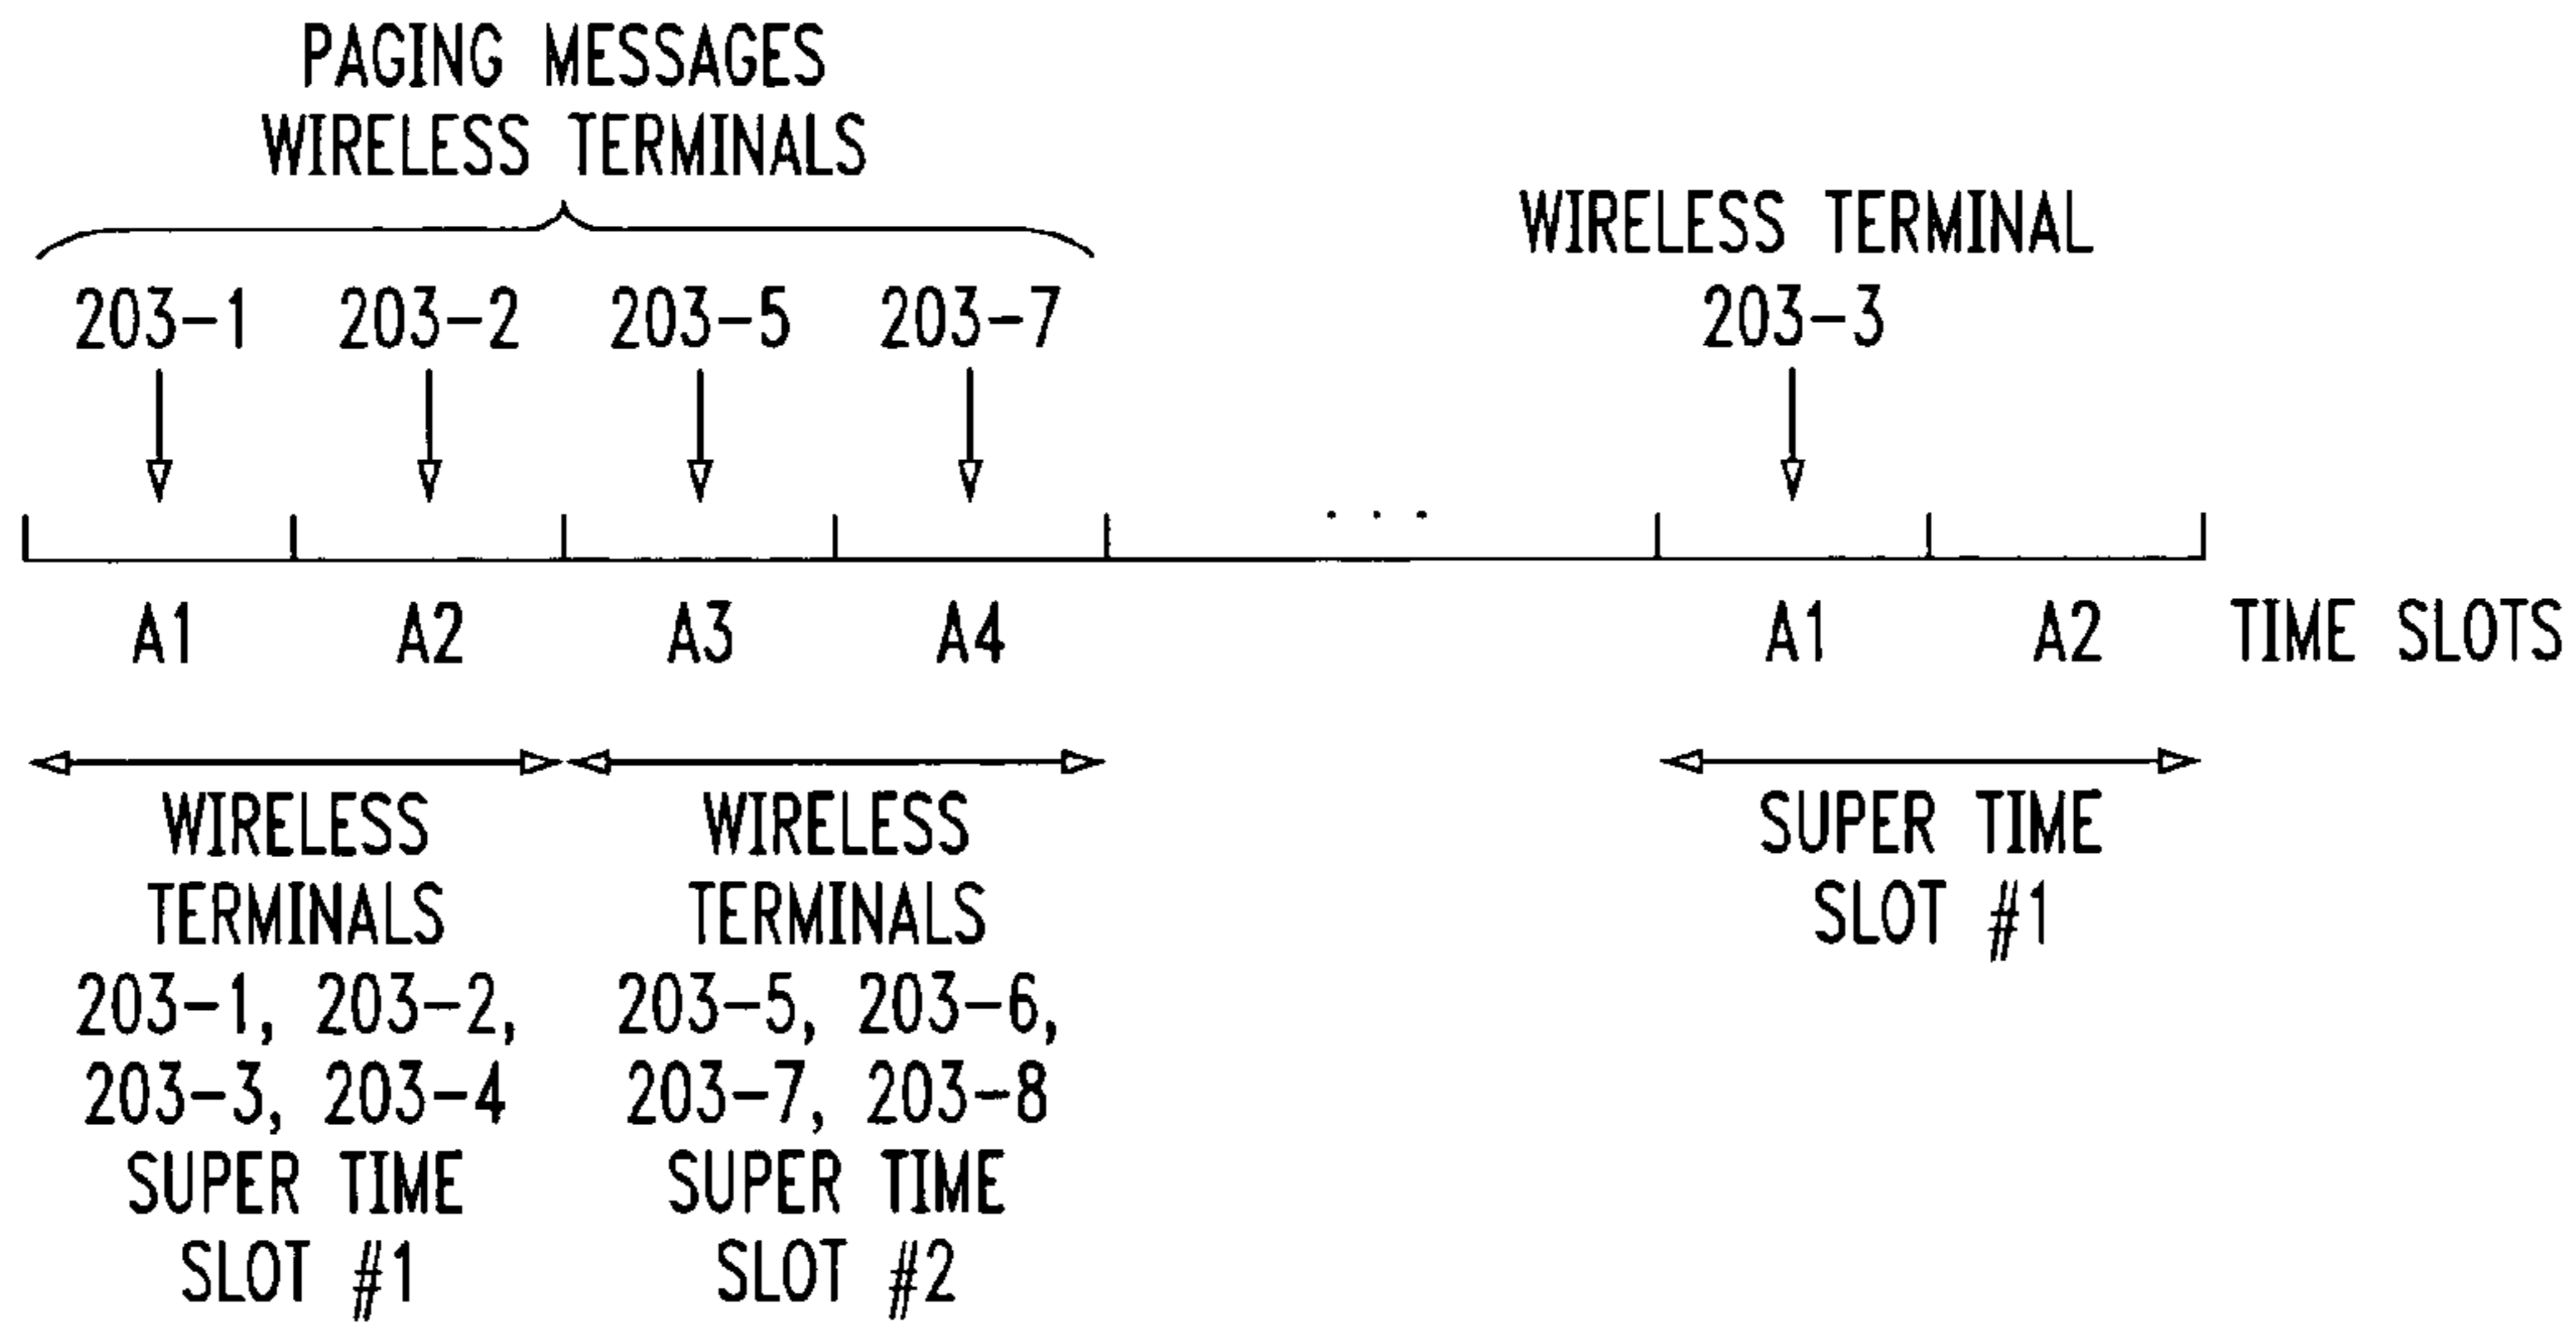 PAGING MESSAGES
WIRELESS TERMINALS
WIRELESS TERMINAL
203-1 203-2 203-5 203-7 203-3
. . .
A1 A2 A3 A4 A1 A2 TIME SLOTS
WIRELESS
TERMINALS
203-1, 203-2,
203-3, 203-4
SUPER TIME
SLOT #1
WIRELESS
TERMINALS
203-5, 203-6,
203-7, 203-8
SUPER TIME
SLOT #2
SUPER TIME
SLOT #1